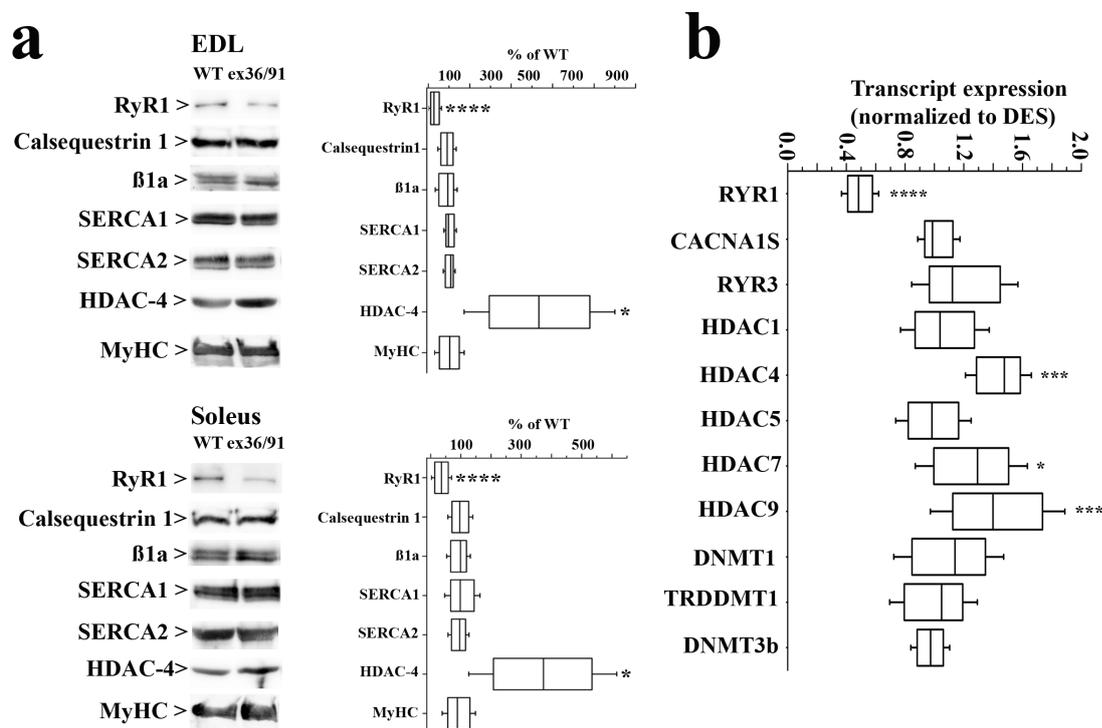 a
EDL
WT ex36/91
RyR1 >
Calsequestrin 1 >
ß1a >
SERCA1 >
SERCA2 >
HDAC-4 >
MyHC >
% of WT
100 300 500 700 900
RyR1 ****
Calsequestrin1
ß1a
SERCA1
SERCA2
HDAC-4 *
MyHC
Soleus
WT ex36/91
RyR1 >
Calsequestrin 1>
ß1a >
SERCA1 >
SERCA2 >
HDAC-4>
MyHC >
% of WT
100 300 500
RyR1 ****
Calsequestrin 1
ß1a
SERCA1
SERCA2
HDAC-4 *
MyHC
b
Transcript expression
(normalized to DES)
0.0 0.4 0.8 1.2 1.6 2.0
RYR1 ****
CACNA1S
RYR3
HDAC1
HDAC4 ***
HDAC5
HDAC7 *
HDAC9 ***
DNMT1
TRDDMT1
DNMT3b